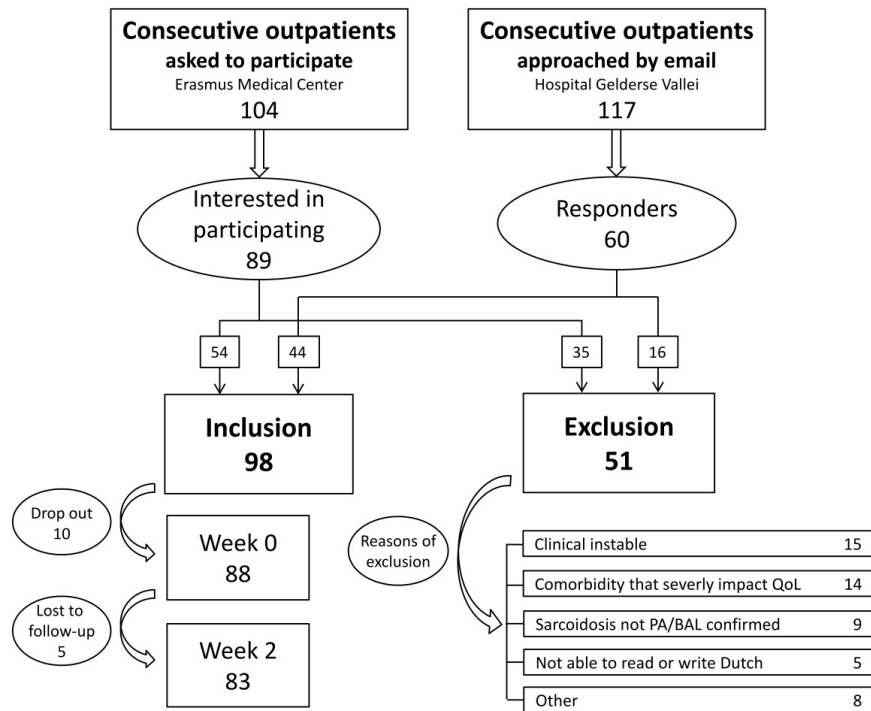 Consecutive outpatients
asked to participate
Erasmus Medical Center
104
Consecutive outpatients
approached by email
Hospital Gelderse Vallei
117
Interested in
participating
89
Responders
60
54
44
35
16
Inclusion
98
Exclusion
51
Drop out
10
Week 0
88
Lost to
follow-up
5
Week 2
83
Reasons of
exclusion
Clinical instable 15
Comorbidity that severly impact QoL 14
Sarcoidosis not PA/BAL confirmed 9
Not able to read or write Dutch 5
Other 8